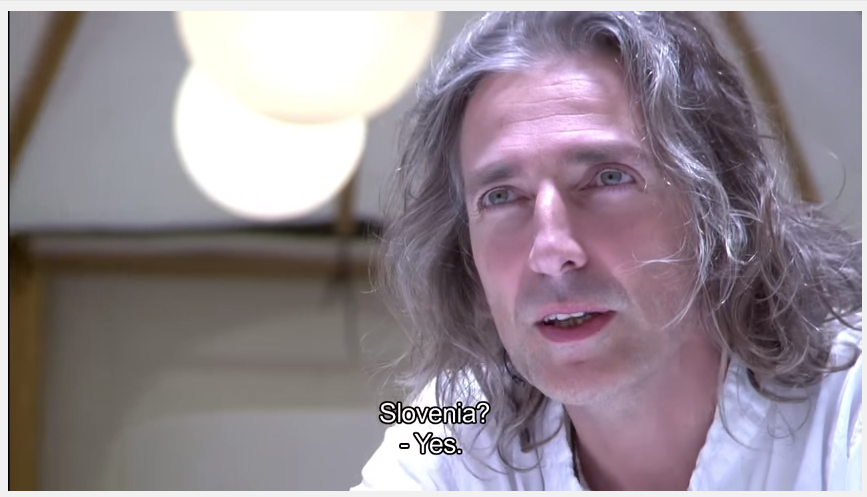 Slovenia?
- Yes.